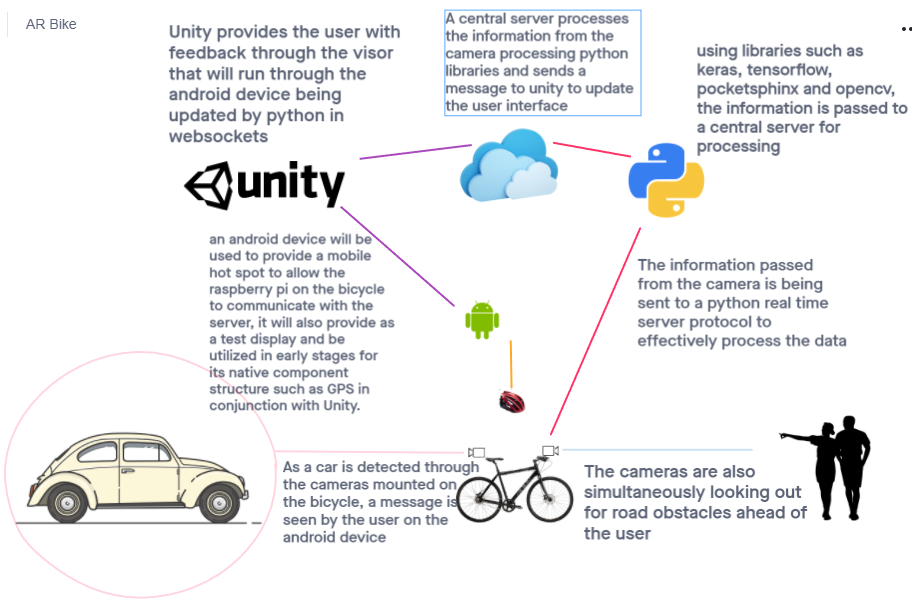 AR Bike
Unity provides the user with
feedback through the visor
that will run through the
android device being
updated by python in
websockets
A central server processes
the information from the
camera processing python
libraries and sends a
message to unity to update
the user interface
using libraries such as
keras, tensorflow,
pocketsphinx and opencv,
the information is passed to
a central server for
processing
unity
an android device will be
used to provide a mobile
hot spot to allow the
raspberry pi on the bicycle
to communicate with the
server, it will also provide as
a test display and be
utilized in early stages for
its native component
structure such as GPS in
conjunction with Unity.
The information passed
from the camera is being
sent to a python real time
server protocol to
effectively process the data
As a car is detected through
the cameras mounted on
the bicycle, a message is
seen by the user on the
android device
The cameras are also
simultaneously looking out
for road obstacles ahead of
the user